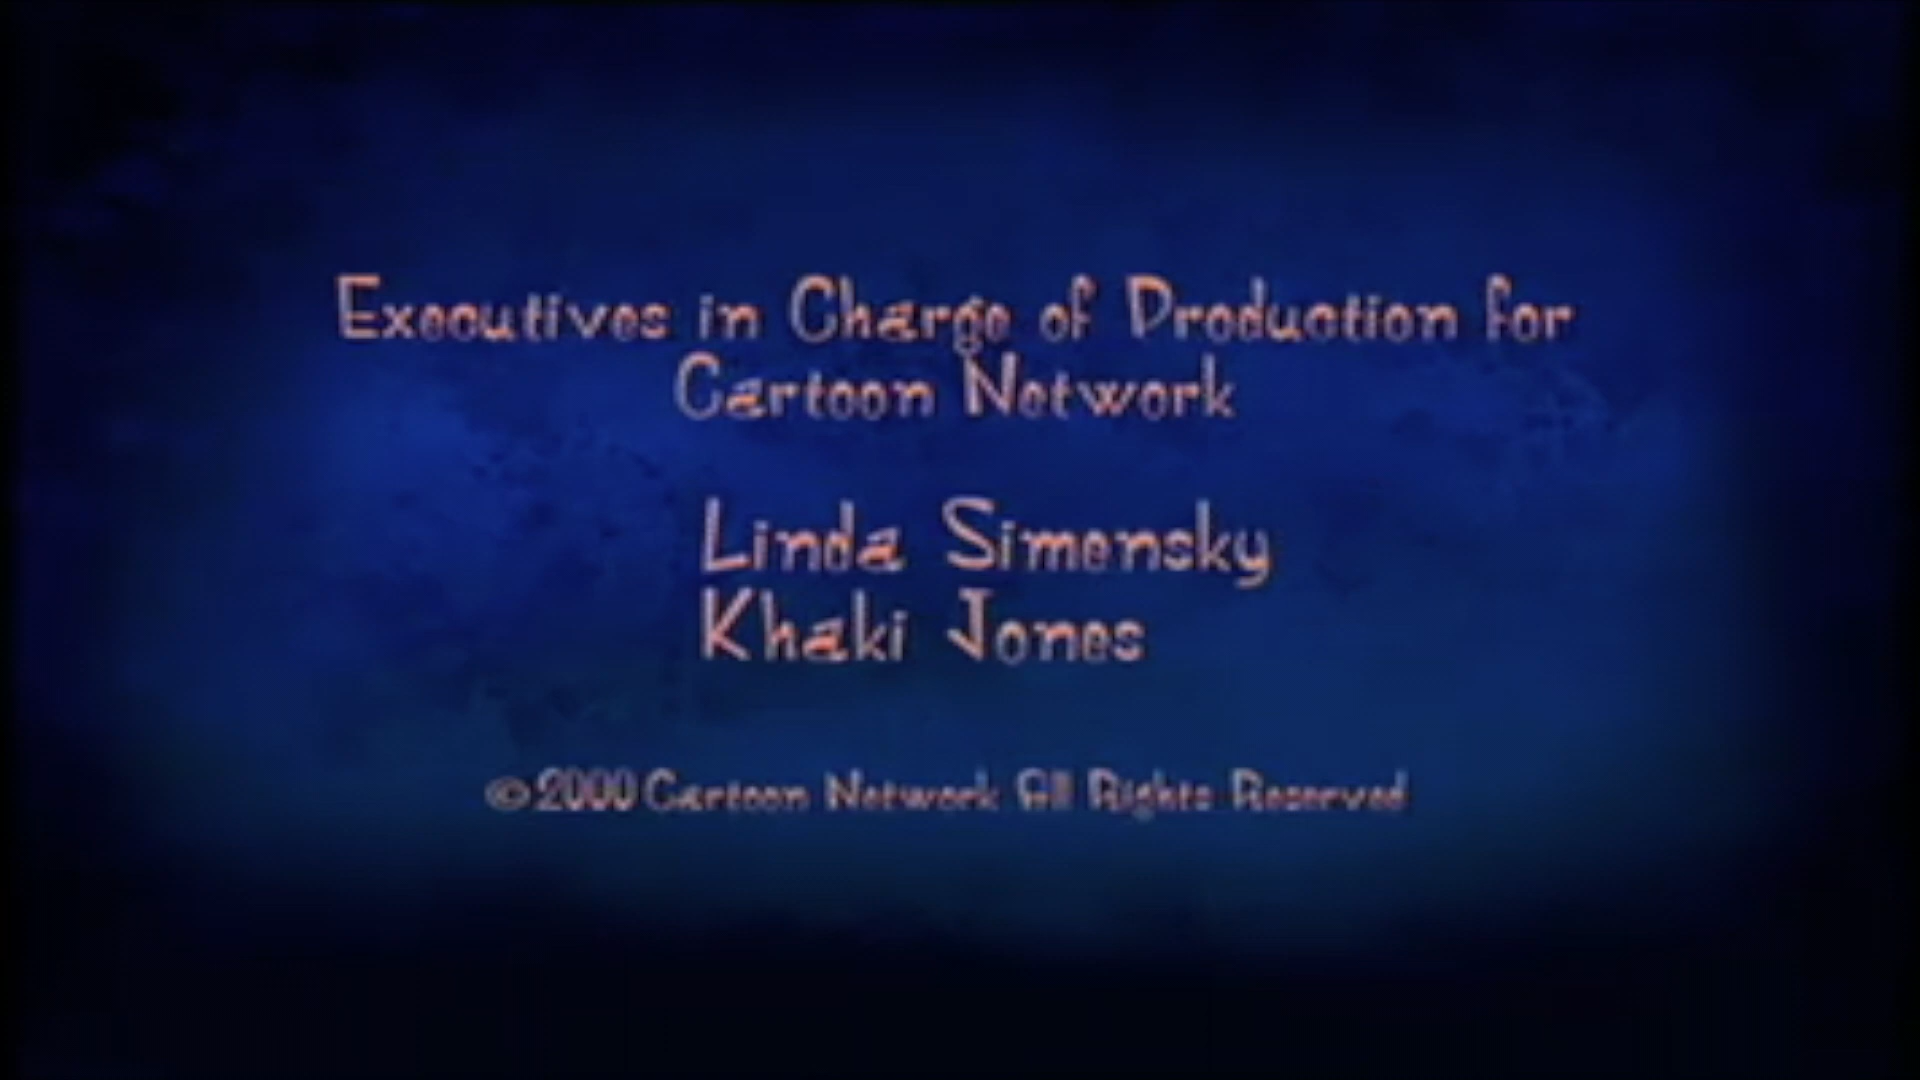 Executives in Charge of Production for
Cartoon Network
Linda Simensky
Khaki Jones
©2000 Cartoon Network All Rights Reserved